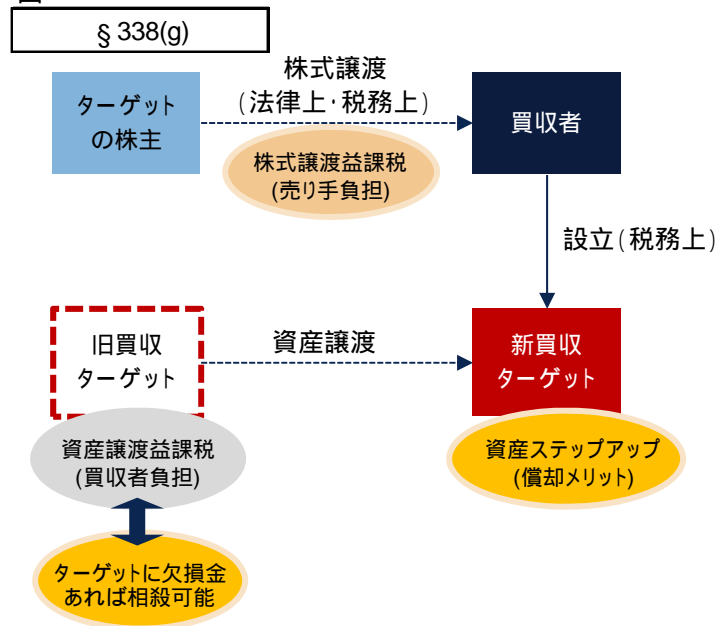 §338(g)
株式譲渡
(法律上･税務上)
ターゲット
の株主
買収者
株式譲渡益課税
(売り手負担)
設立(税務上)
旧買収
ターゲット
資産譲渡
新買収
ターゲット
資産譲渡益課税
(買収者負担)
資産ステップアップ
(償却メリット)
ターゲットに欠損金
あれば相殺可能